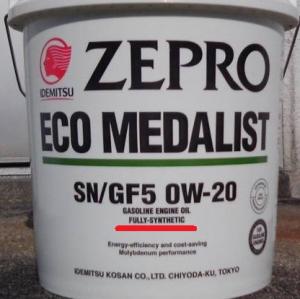 ZEPRO
IDEMITSU
ECO MEDALIST
SN/GF5 0W-20
GASOLINE ENGINE OIL
FULLY-SYNTHETIC
Energy-efficiency and cost-saving
Molybdenum performance
IDEMITSU KOSAN CO., LTD. CHIYODA-KU, TOKYO